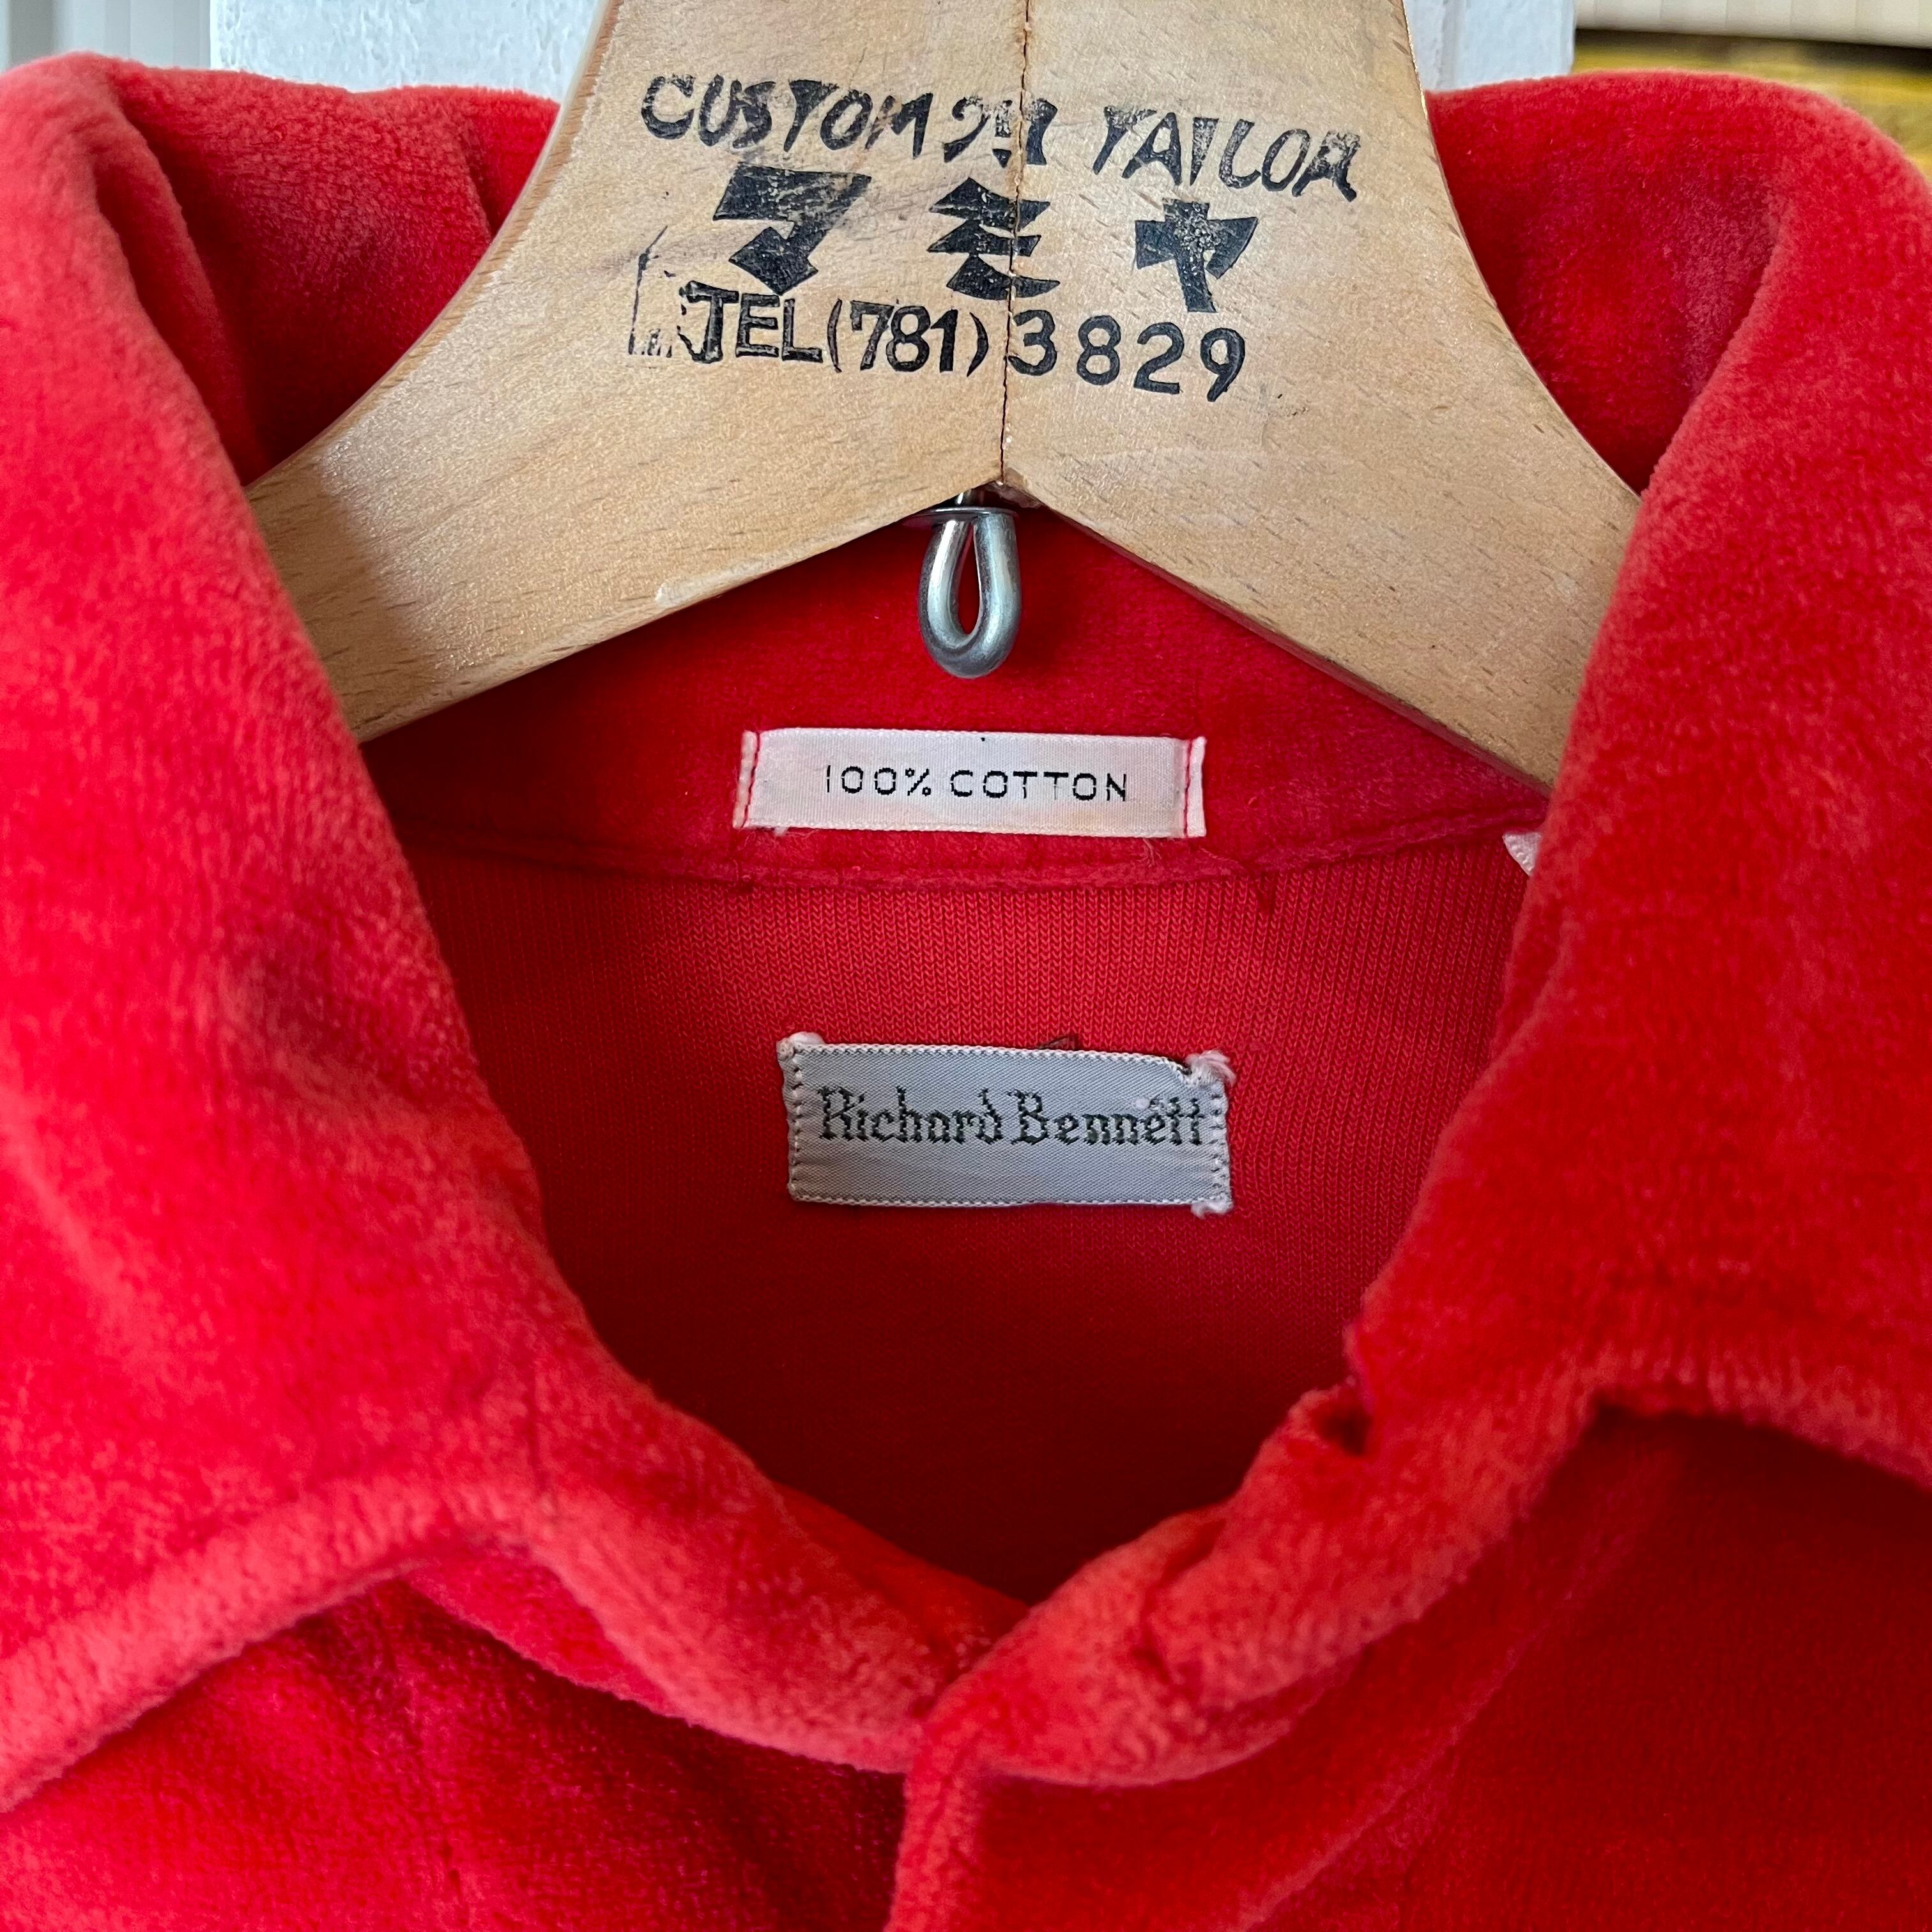 CUSTOM TAILOR
マミヤ
TEL(781)3829
100% COTTON
Richard Bennett